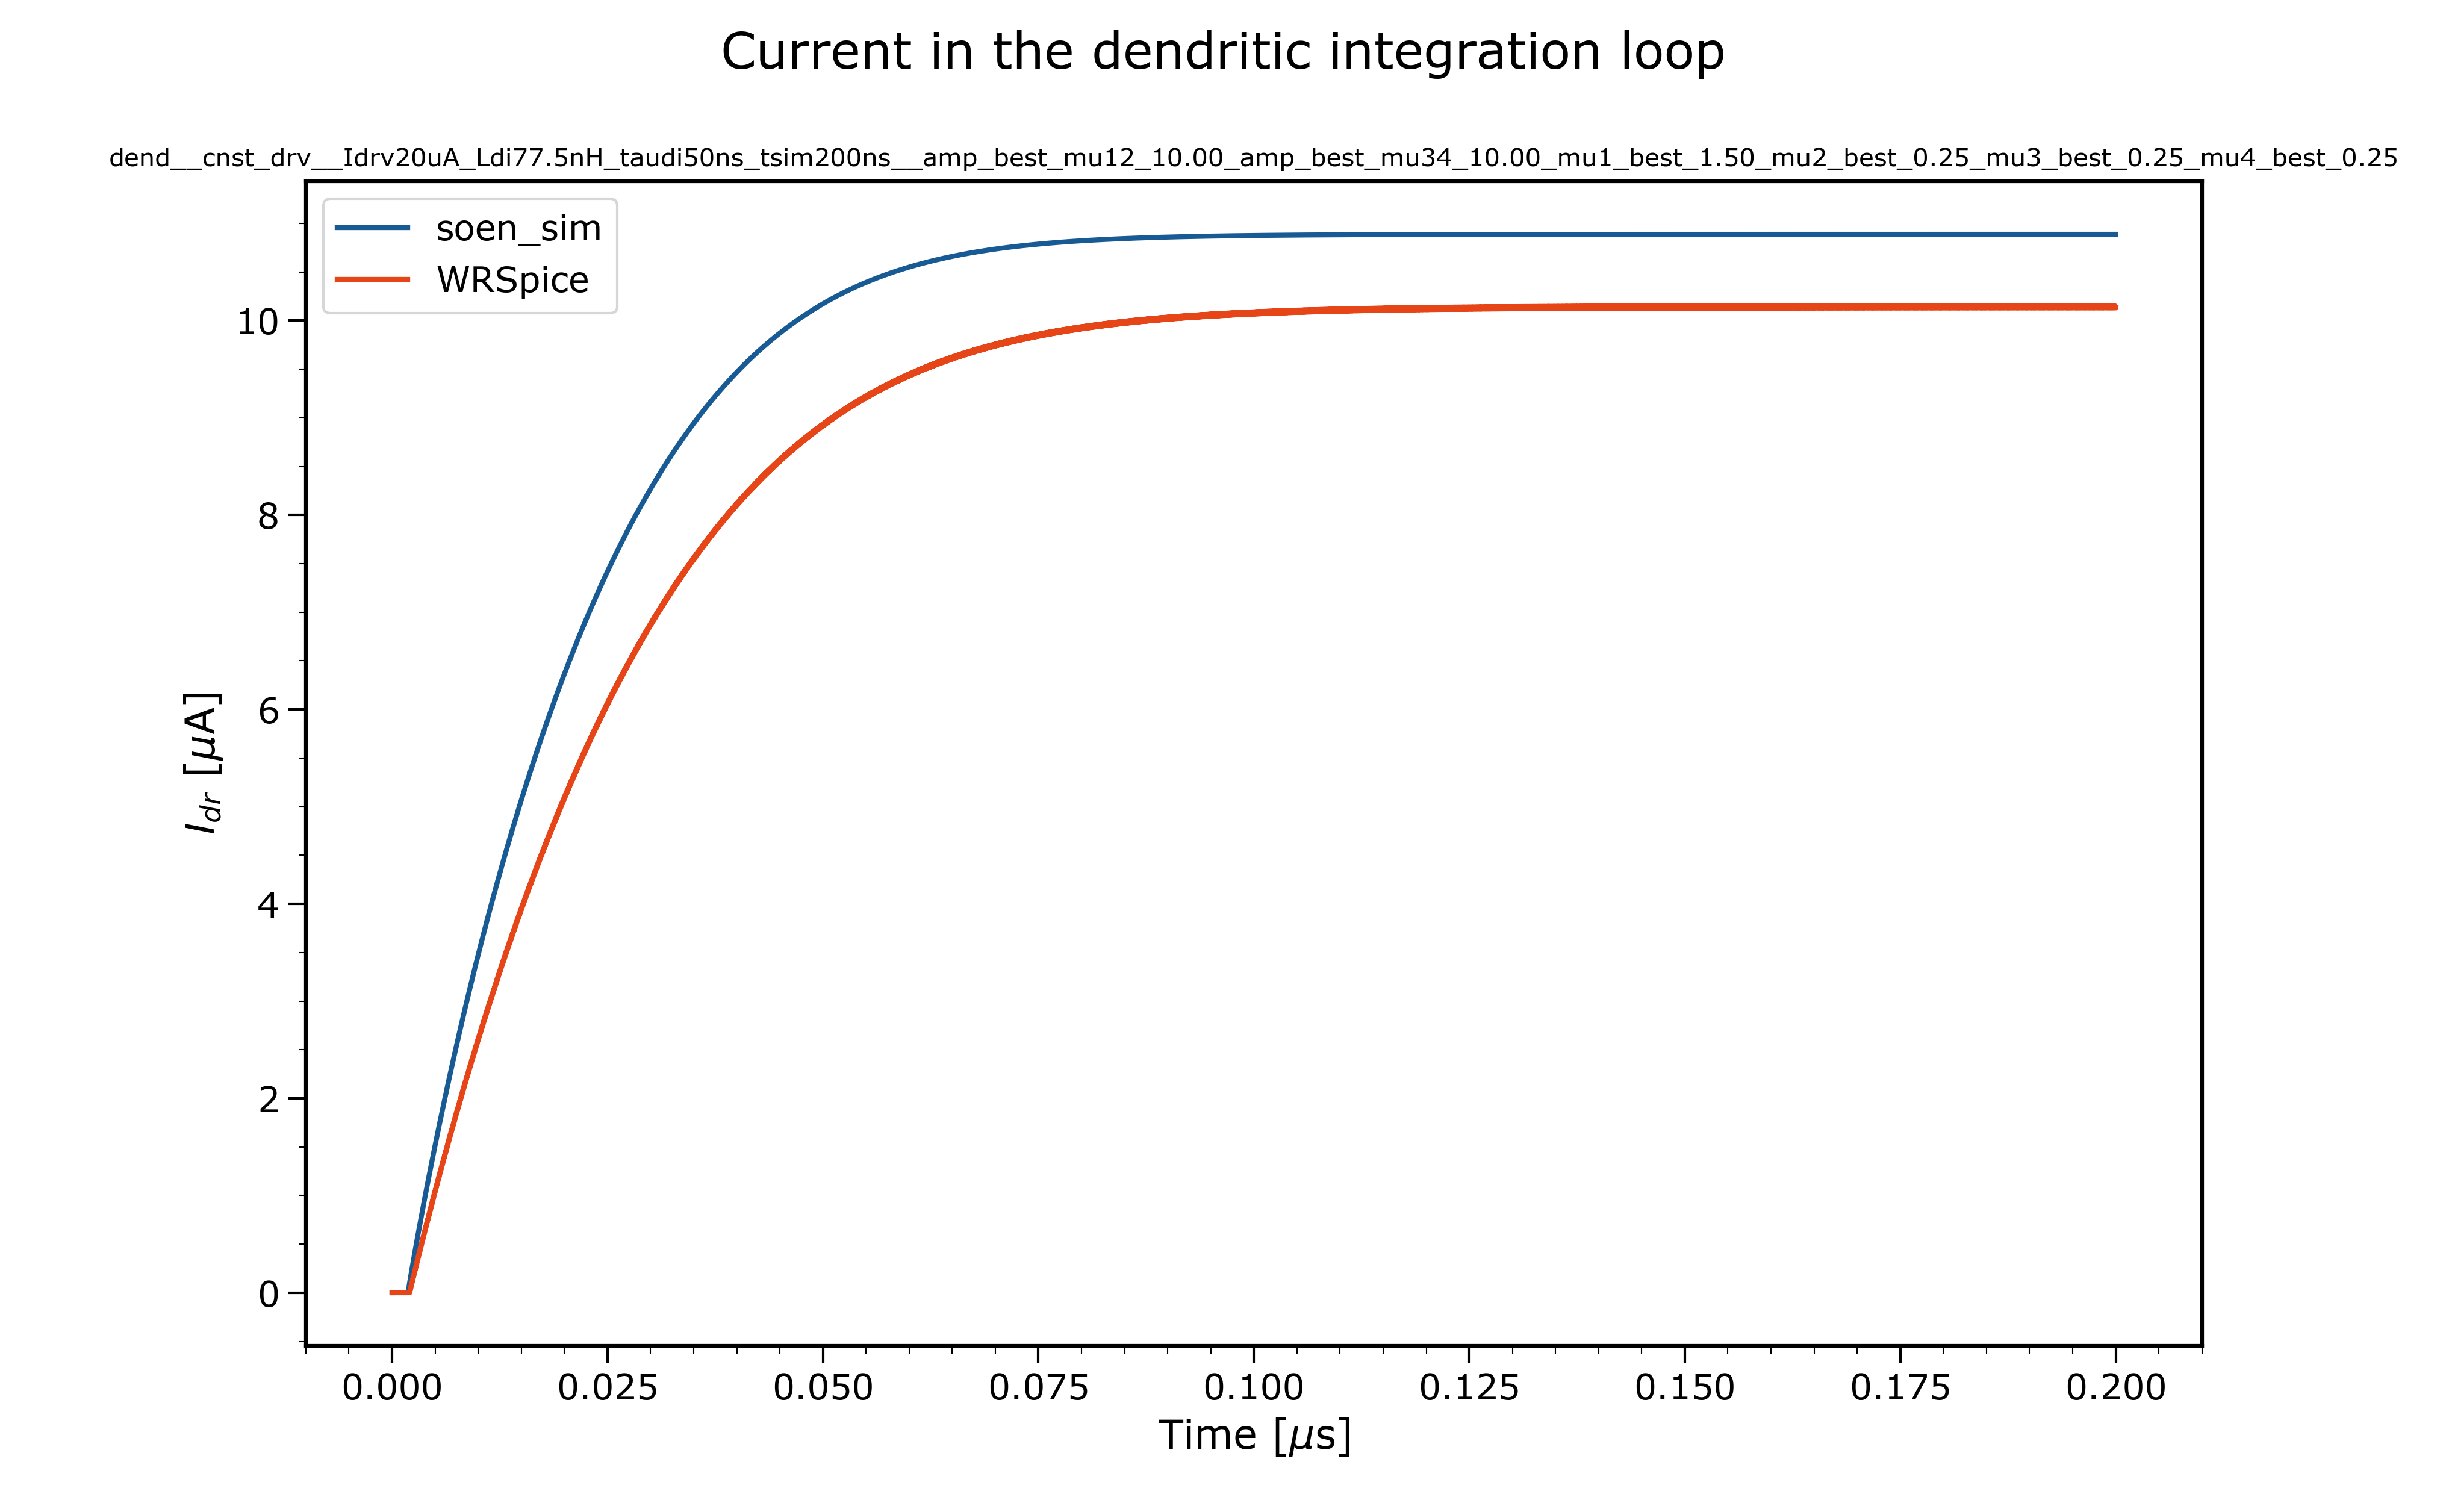 Current in the dendritic integration loop
dend__cnst_drv__Idrv20uA_Ldi77.5nH_taudi50ns_tsim200ns__amp_best_mu12_10.00_amp_best_mu34_10.00_mu1_best_1.50_mu2_best_0.25_mu3_best_0.25_mu4_best_0.25
soen_sim
WRSpice
10
8
6
4
2
0
I_dr [μA]
0.000 0.025 0.050 0.075 0.100 0.125 0.150 0.175 0.200
Time [μs]